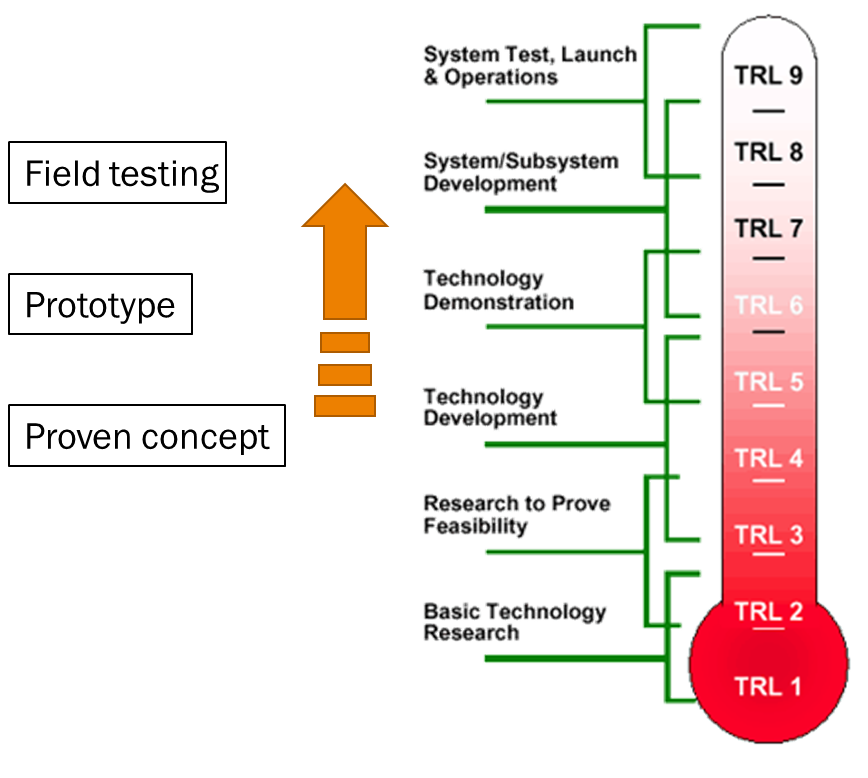 Field testing
Prototype
Proven concept
System Test, Launch
& Operations
System/Subsystem
Development
Technology
Demonstration
Technology
Development
Research to Prove
Feasibility
Basic Technology
Research
TRL 9
TRL 8
TRL 7
TRL 6
TRL 5
TRL 4
TRL 3
TRL 2
TRL 1